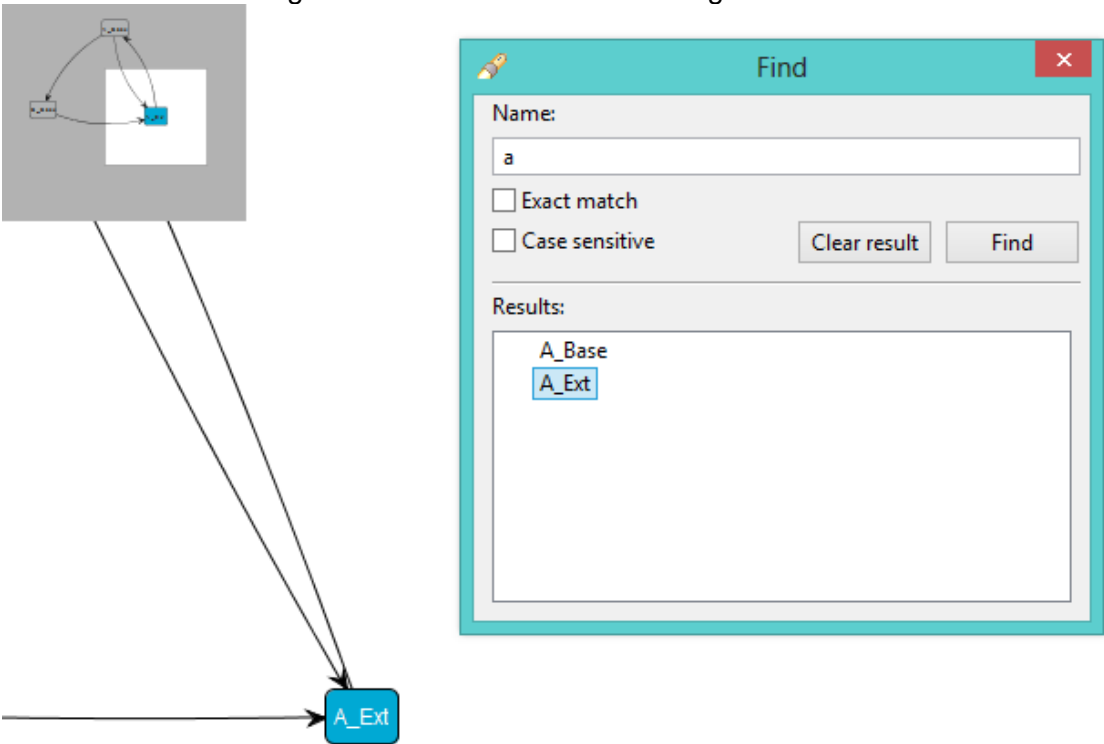 Find
Name:
a
Exact match
Case sensitive
Clear result
Find
Results:
A_Base
A_Ext
A_Ext